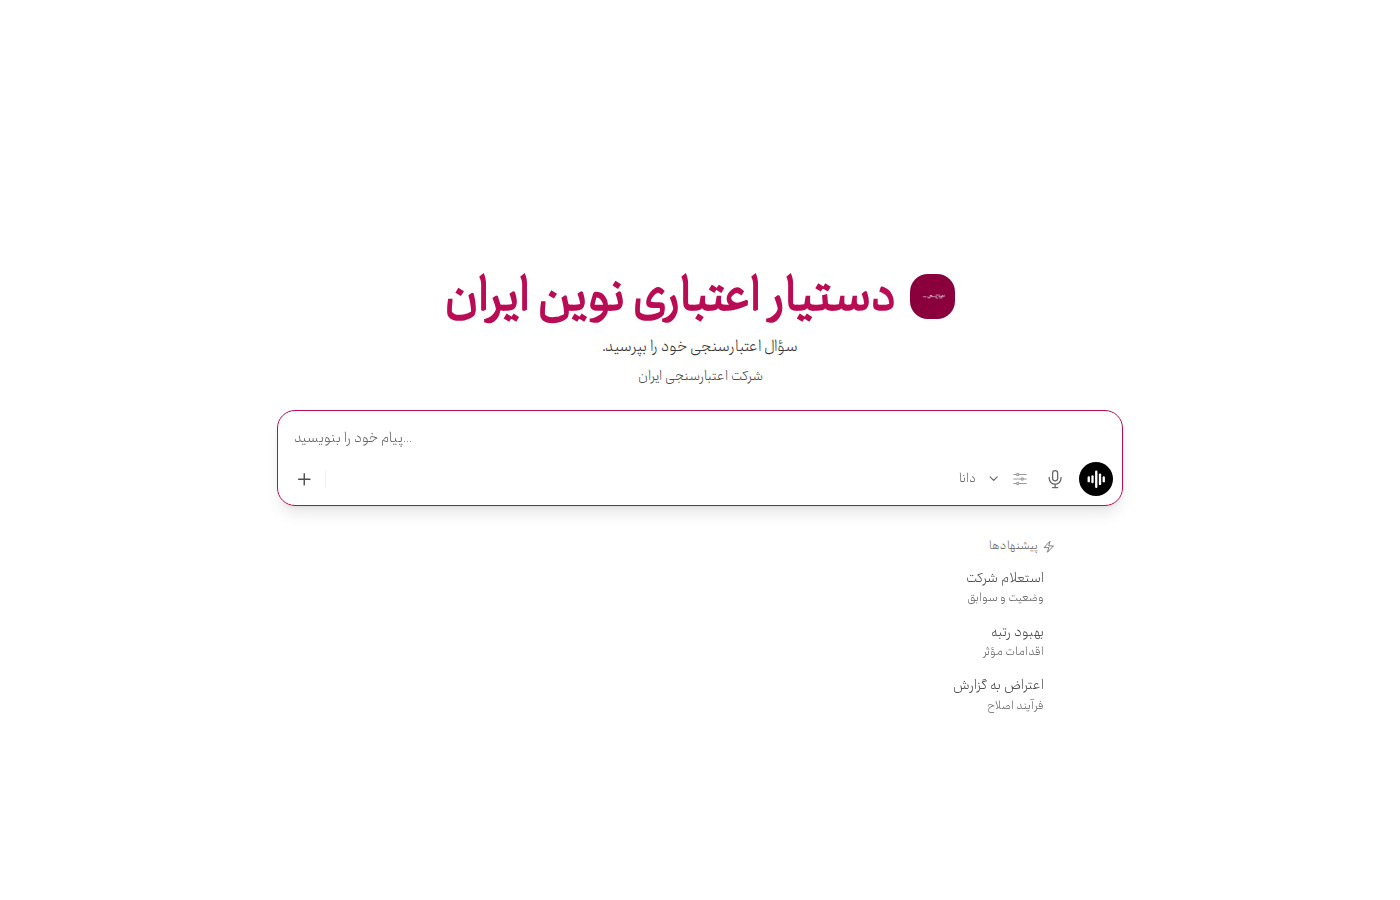 دستیار اعتباری نوین ایران
سؤال اعتبارسنجی خود را بپرسید.
شرکت اعتبارسنجی ایران
پیام خود را بنویسید...
دانا
پیشنهادها
استعلام شرکت
وضعیت و سوابق
بهبود رتبه
اقدامات مؤثر
اعتراض به گزارش
فرآیند اصلاح